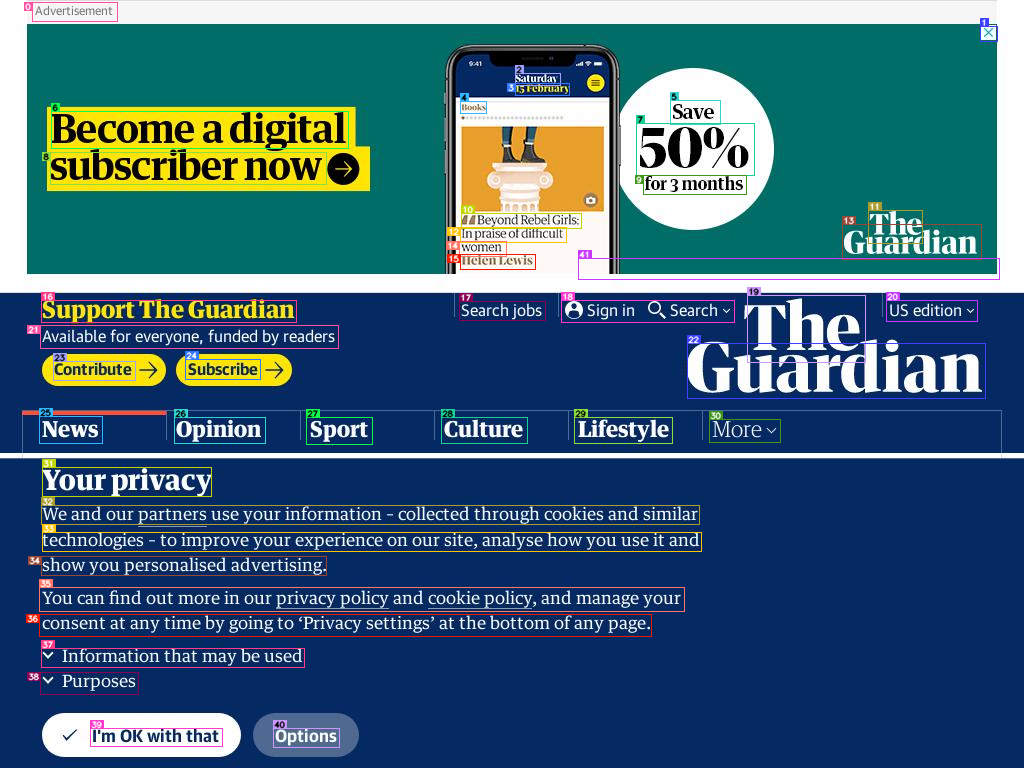 Advertisement
9:41
Saturday
15 February
Books
Save
50%
for 3 months
Become a digital
subscriber now
Beyond Rebel Girls:
In praise of difficult
women
Helen Lewis
The
Guardian
Support The Guardian
Available for everyone, funded by readers
Contribute
Subscribe
Search jobs
Sign in
Search
US edition
The
Guardian
News
Opinion
Sport
Culture
Lifestyle
More
Your privacy
We and our partners use your information – collected through cookies and similar
technologies – to improve your experience on our site, analyse how you use it and
show you personalised advertising.
You can find out more in our privacy policy and cookie policy, and manage your
consent at any time by going to ‘Privacy settings’ at the bottom of any page.
Information that may be used
Purposes
I'm OK with that
Options